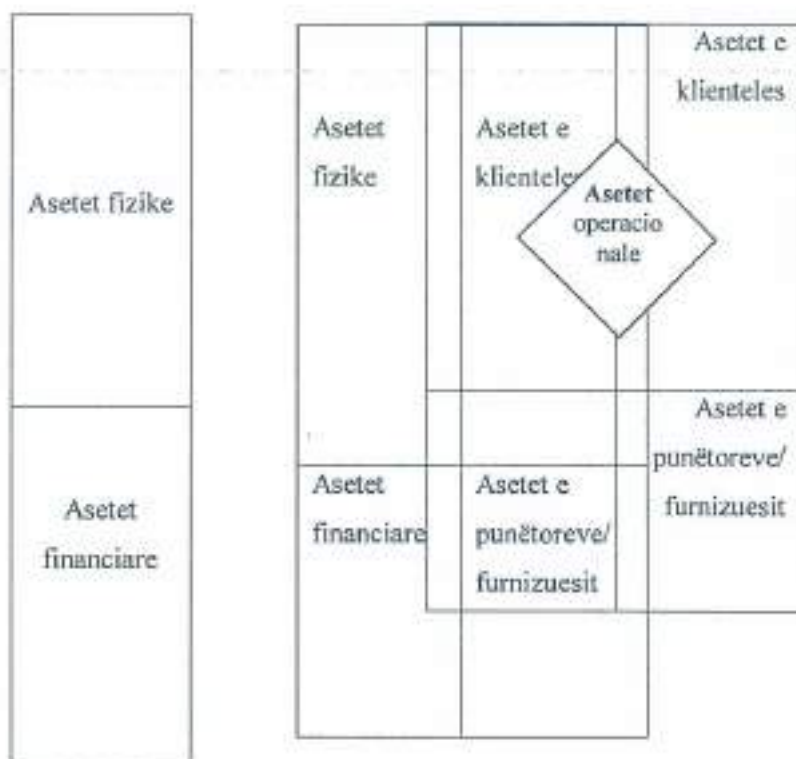 Asetet fizike
Asetet
financiare
Asetet
fizike
Asetet e
klienteles
Asetet
operacio
nale
Asetet e
klienteles
Asetet
financiare
Asetet e
punëtoreve/
furnizuesit
Asetet e
punëtoreve/
furnizuesit